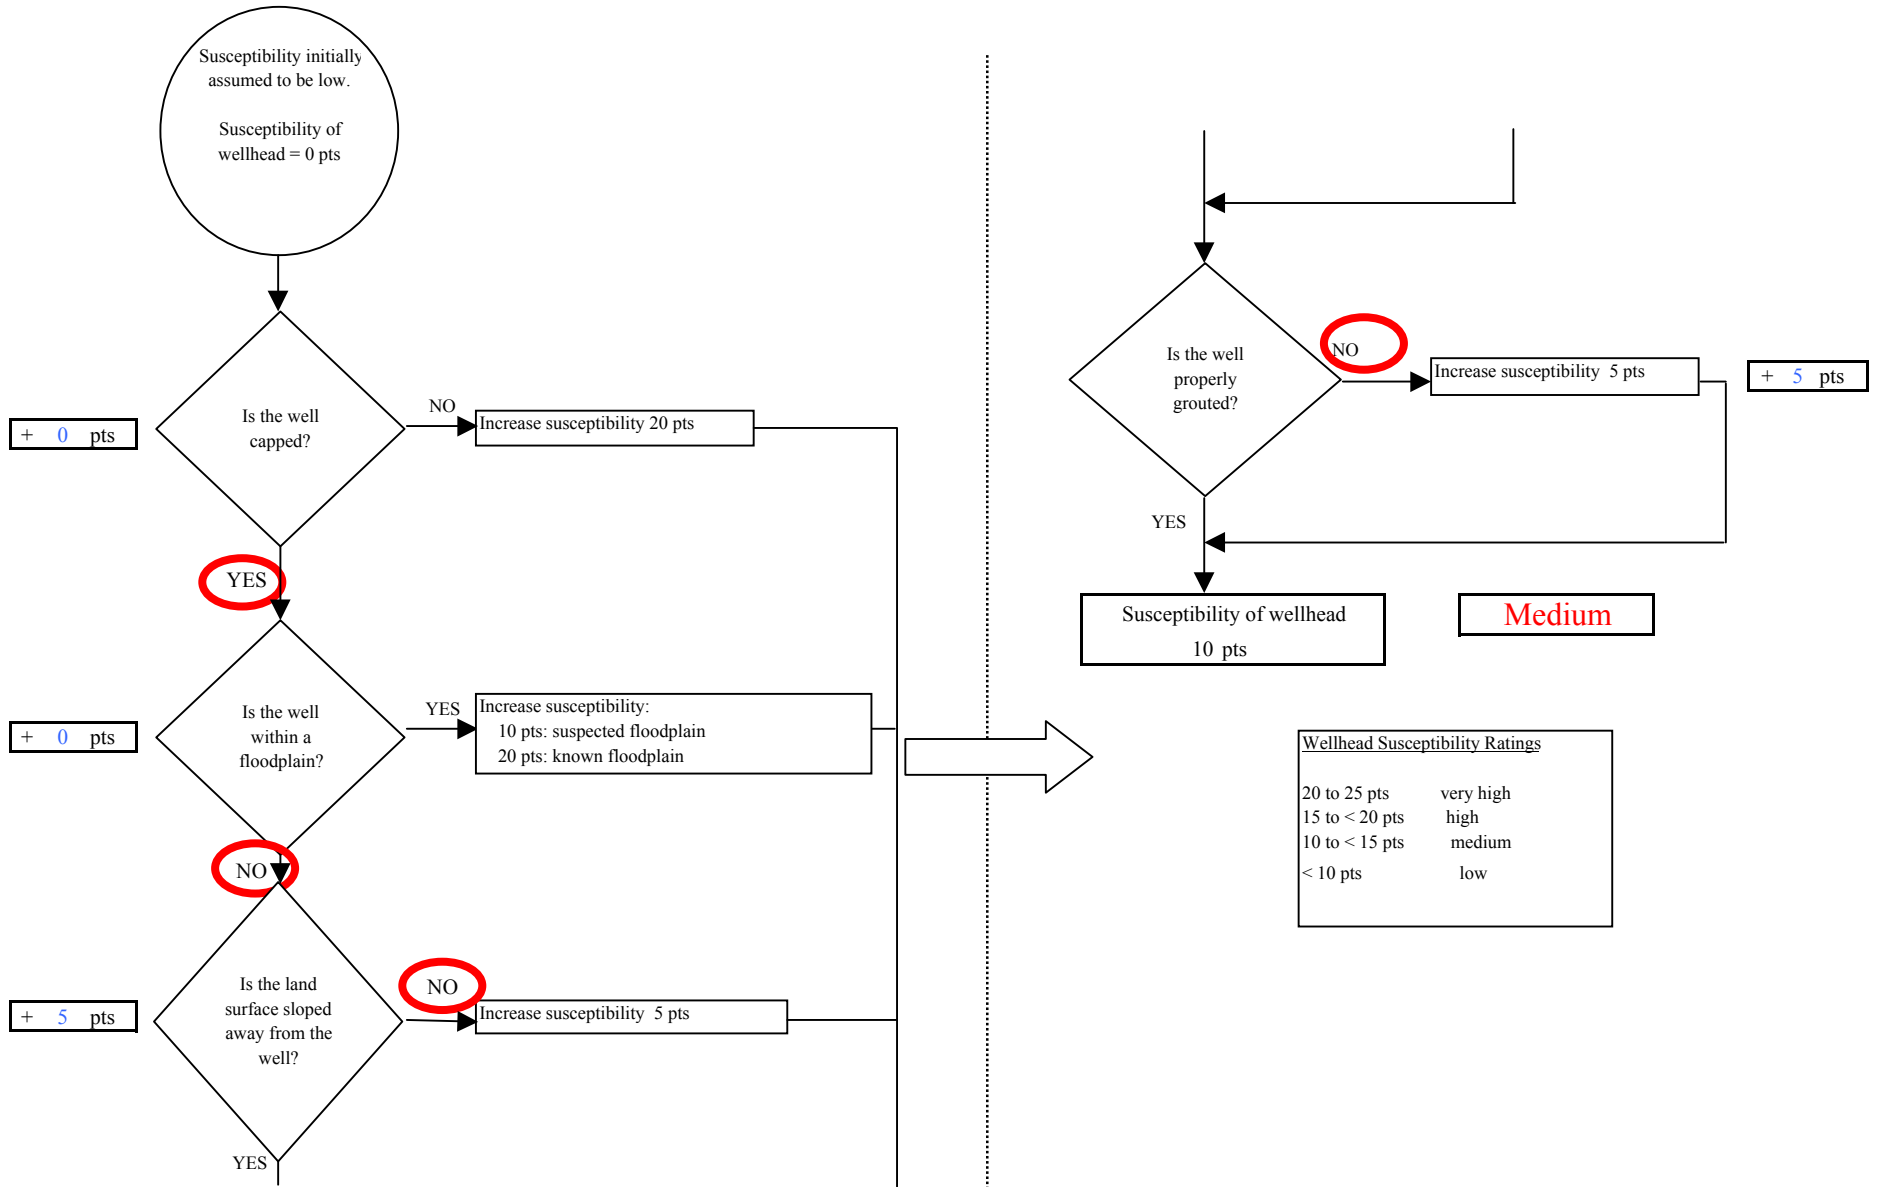 Susceptibility initially
assumed to be low.
Susceptibility of
wellhead = 0 pts
Is the well
capped?
NO
Increase susceptibility 20 pts
+ 0 pts
YES
Is the well
within a
floodplain?
YES
Increase susceptibility:
10 pts: suspected floodplain
20 pts: known floodplain
+ 0 pts
NO
Is the land
surface sloped
away from the
well?
NO
Increase susceptibility 5 pts
+ 5 pts
YES
Is the well
properly
grouted?
NO
Increase susceptibility 5 pts
+ 5 pts
YES
Susceptibility of wellhead
10 pts
Medium
Wellhead Susceptibility Ratings
20 to 25 pts very high
15 to < 20 pts high
10 to < 15 pts medium
< 10 pts low